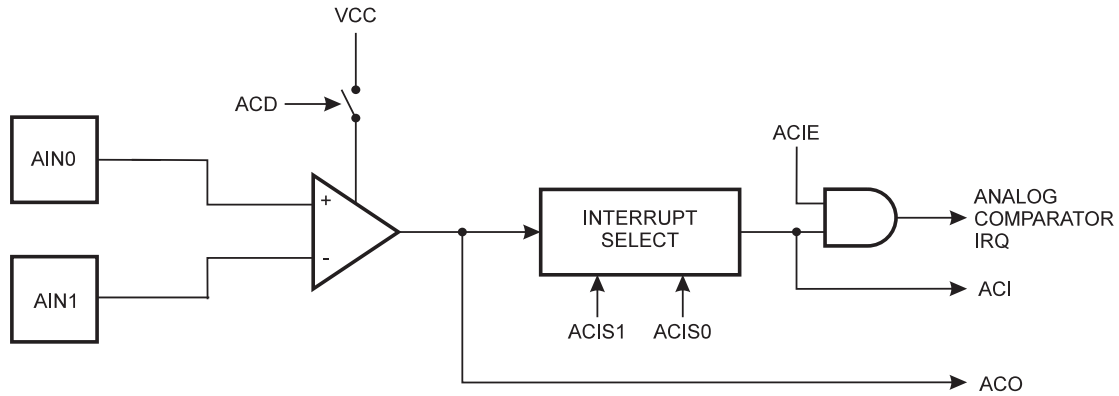 VCC
ACD
AIN0
AIN1
+
-
INTERRUPT
SELECT
ACIS1
ACIS0
ACIE
ANALOG
COMPARATOR
IRQ
ACI
ACO